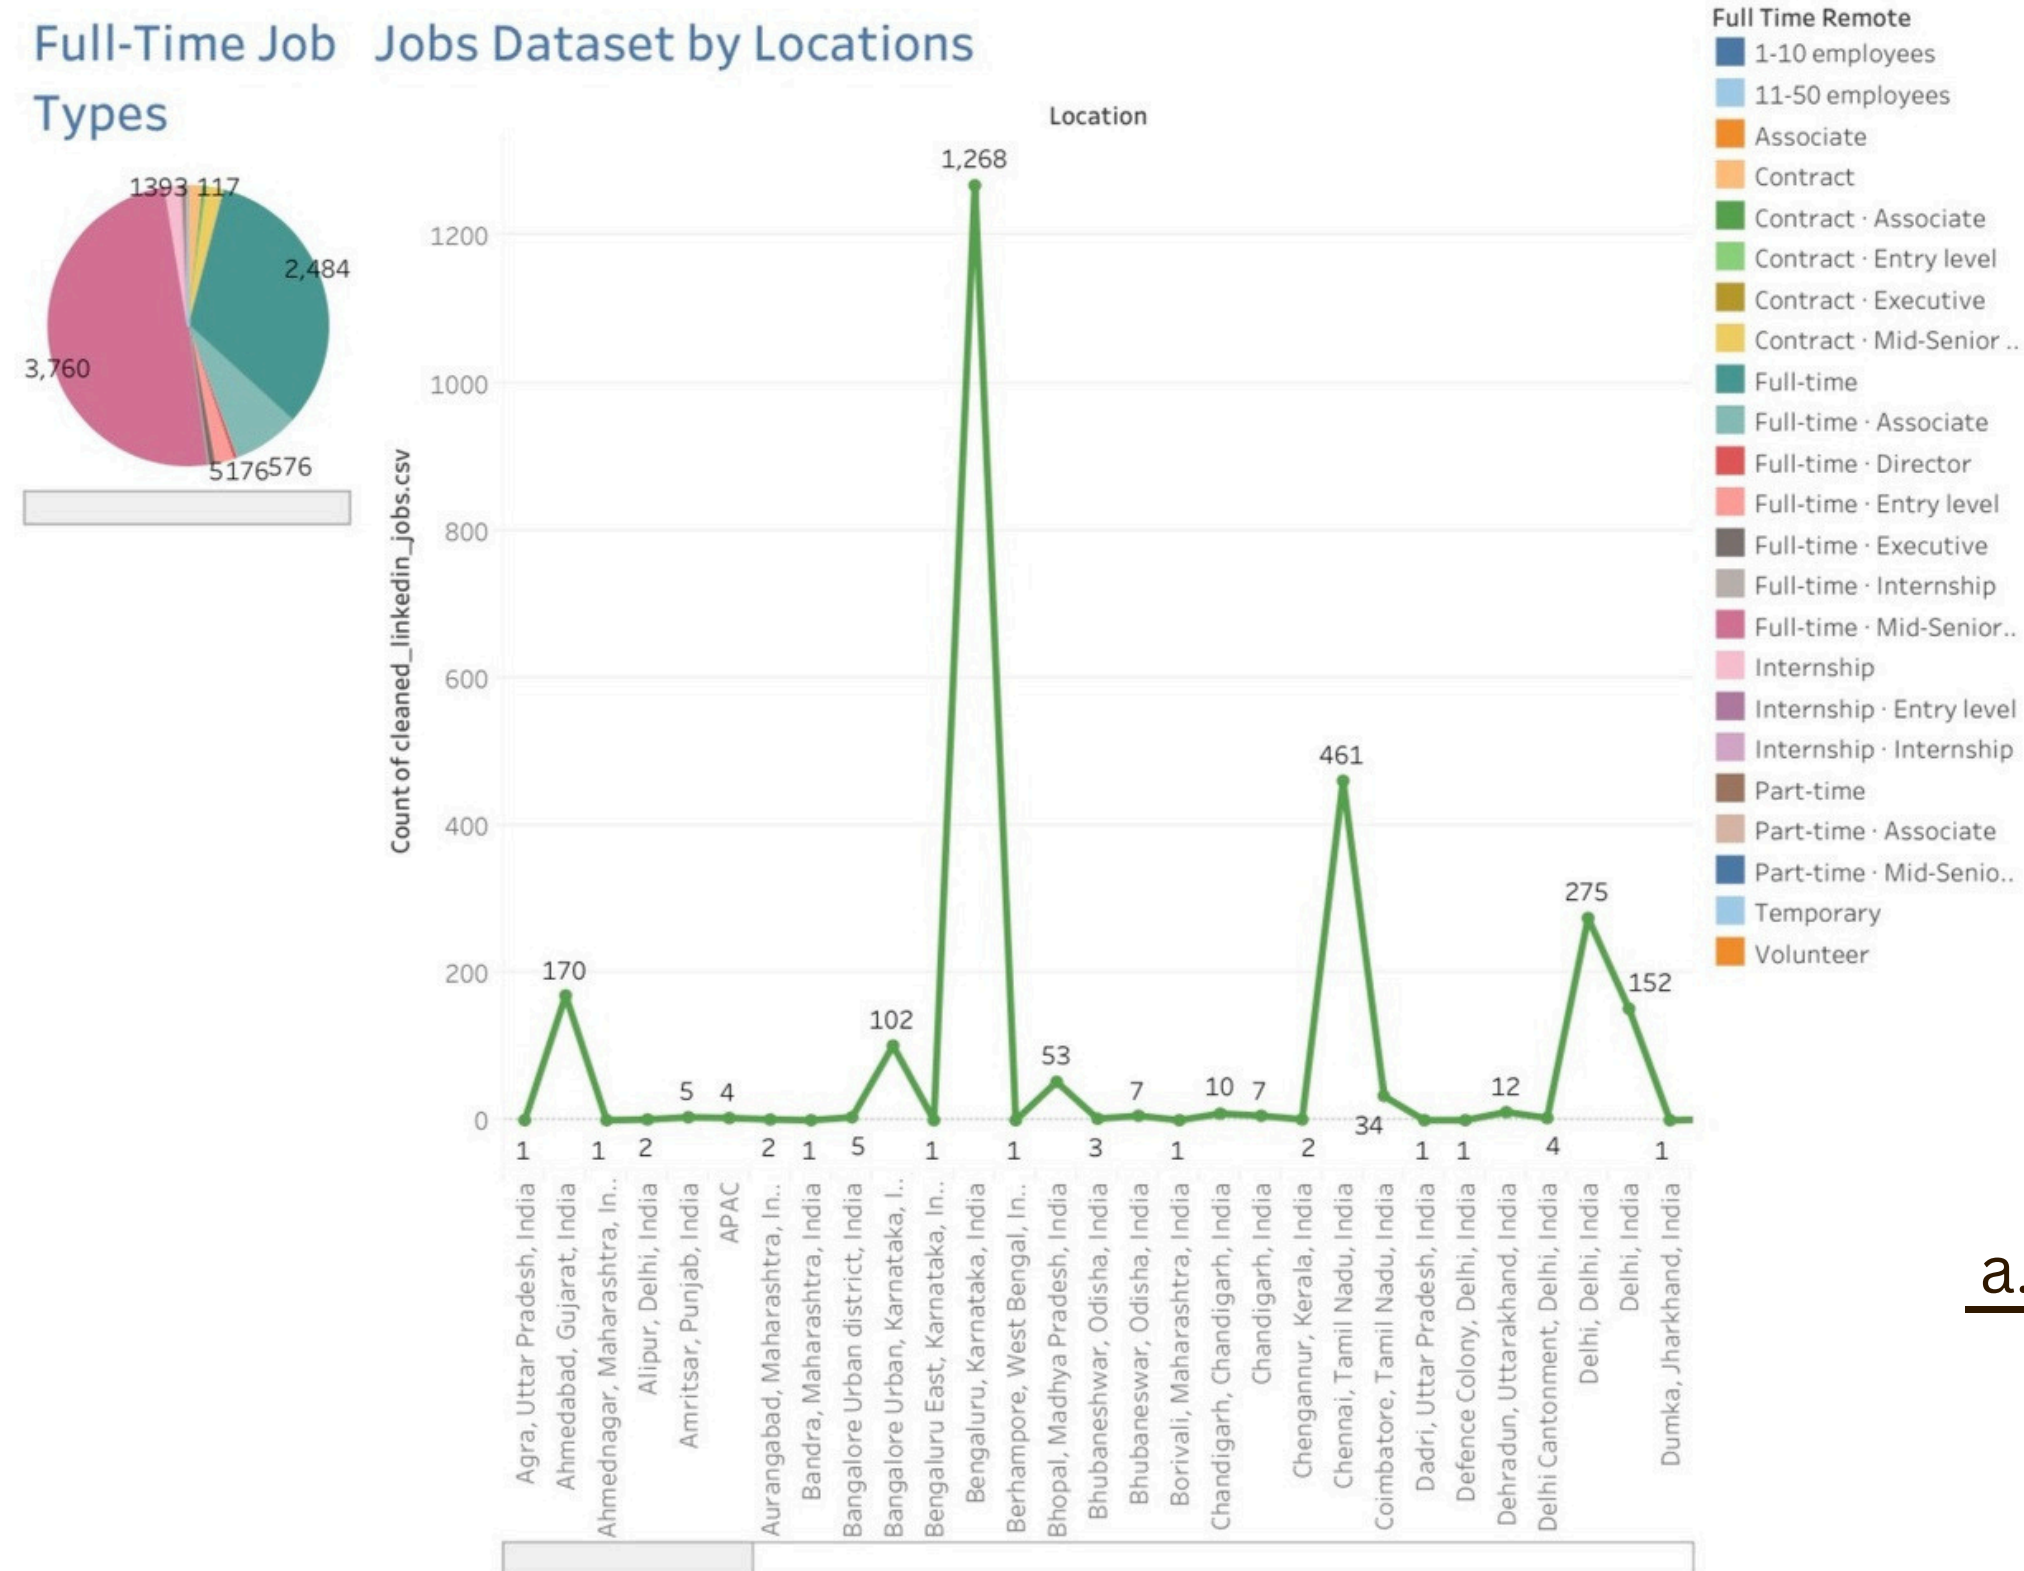 Full-Time Job
Types
1393 117
2,484
3,760
5176576
Jobs Dataset by Locations
Location
Count of cleaned_linkedin_jobs.csv
1200
1000
800
600
400
200
0
1
170
1
2
5
4
2
1
5
102
1
1,268
1
53
3
7
1
10
7
2
461
34
1
1
12
4
275
152
1
Agra, Uttar Pradesh, India
Ahmedabad, Gujarat, India
Ahmednagar, Maharashtra, In..
Alipur, Delhi, India
Amritsar, Punjab, India
APAC
Aurangabad, Maharashtra, In..
Bandra, Maharashtra, India
Bangalore Urban district, India
Bangalore Urban, Karnataka, I..
Bengaluru East, Karnataka, In..
Bengaluru, Karnataka, India
Berhampore, West Bengal, In..
Bhopal, Madhya Pradesh, India
Bhubaneshwar, Odisha, India
Bhubaneswar, Odisha, India
Borivali, Maharashtra, India
Chandigarh, Chandigarh, India
Chandigarh, India
Chengannur, Kerala, India
Chennai, Tamil Nadu, India
Coimbatore, Tamil Nadu, India
Dadri, Uttar Pradesh, India
Defence Colony, Delhi, India
Dehradun, Uttarakhand, India
Delhi Cantonment, Delhi, India
Delhi, Delhi, India
Delhi, India
Dumka, Jharkhand, India
Full Time Remote
1-10 employees
11-50 employees
Associate
Contract
Contract · Associate
Contract · Entry level
Contract · Executive
Contract · Mid-Senior ..
Full-time
Full-time · Associate
Full-time · Director
Full-time · Entry level
Full-time · Executive
Full-time · Internship
Full-time · Mid-Senior..
Internship
Internship · Entry level
Internship · Internship
Part-time
Part-time · Associate
Part-time · Mid-Senio..
Temporary
Volunteer
a.